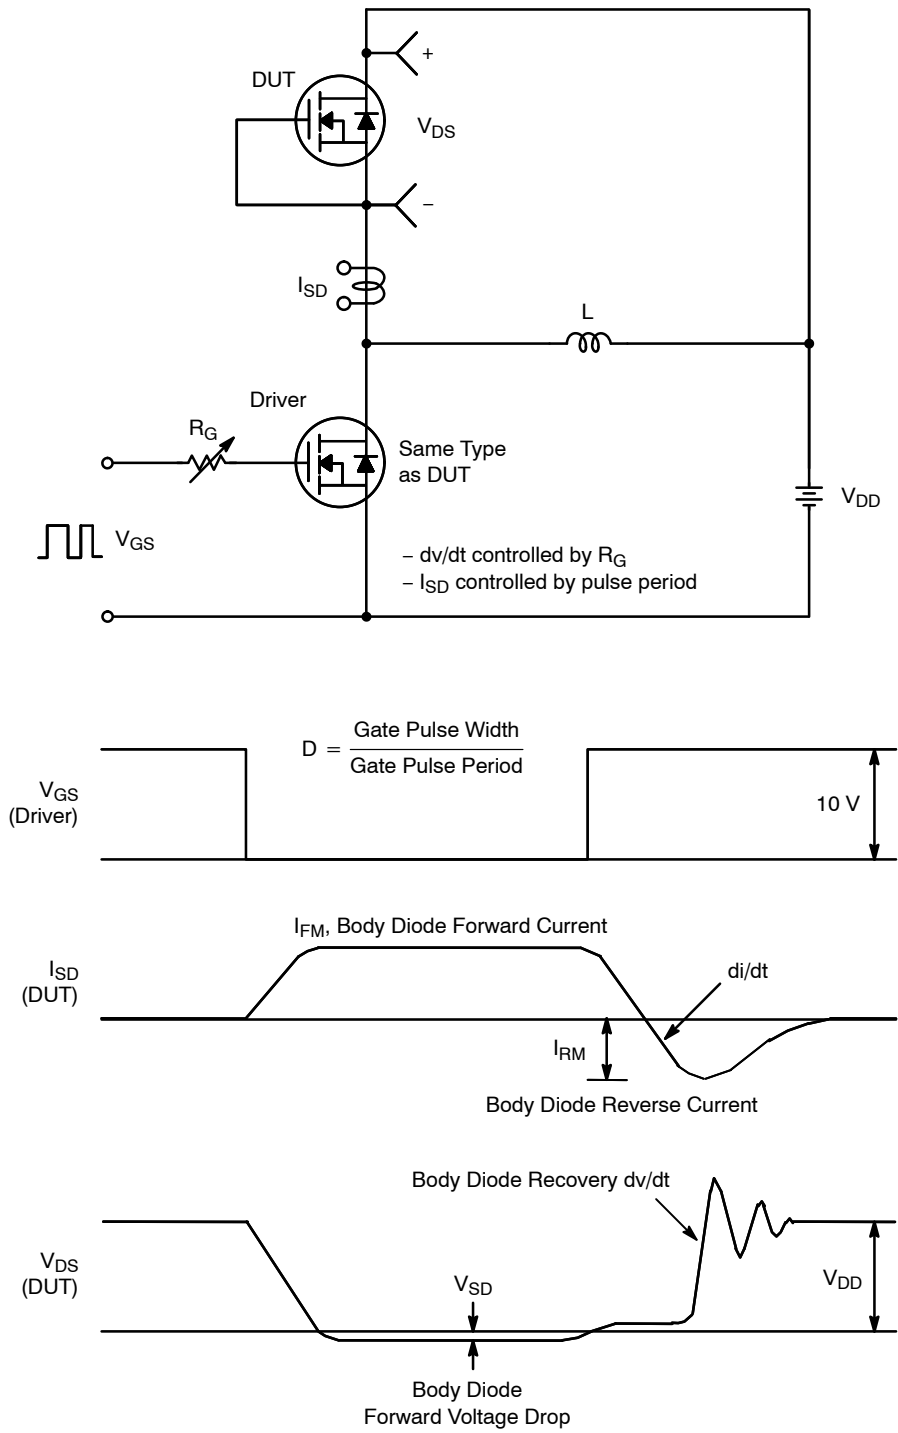 +
DUT
V_DS
−
I_SD
L
Driver
R_G
Same Type
as DUT
V_DD
V_GS
− dv/dt controlled by R_G
− I_SD controlled by pulse period
D = Gate Pulse Width
Gate Pulse Period
V_GS
(Driver)
10 V
I_FM, Body Diode Forward Current
I_SD
(DUT)
di/dt
I_RM
Body Diode Reverse Current
Body Diode Recovery dv/dt
V_DS
(DUT)
V_SD
V_DD
Body Diode
Forward Voltage Drop